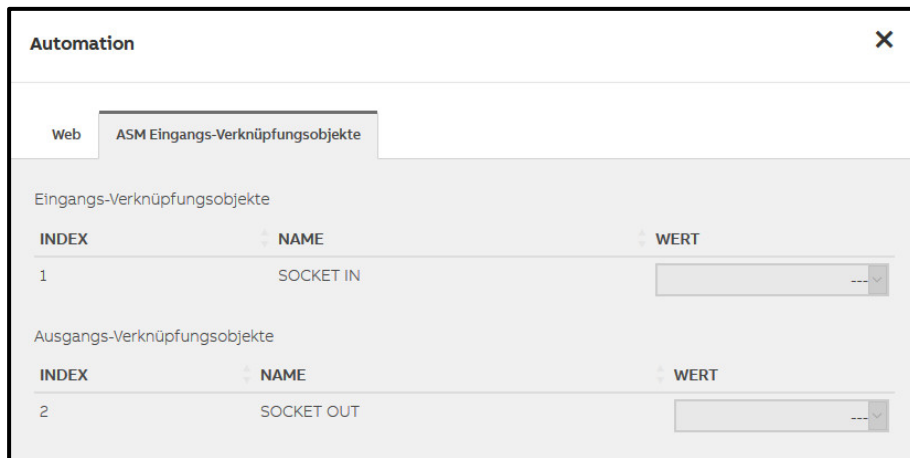 Automation
Web ASM Eingangs-Verknüpfungsobjekte
Eingangs-Verknüpfungsobjekte
INDEX NAME WERT
1 SOCKET IN ---
Ausgangs-Verknüpfungsobjekte
INDEX NAME WERT
2 SOCKET OUT ---